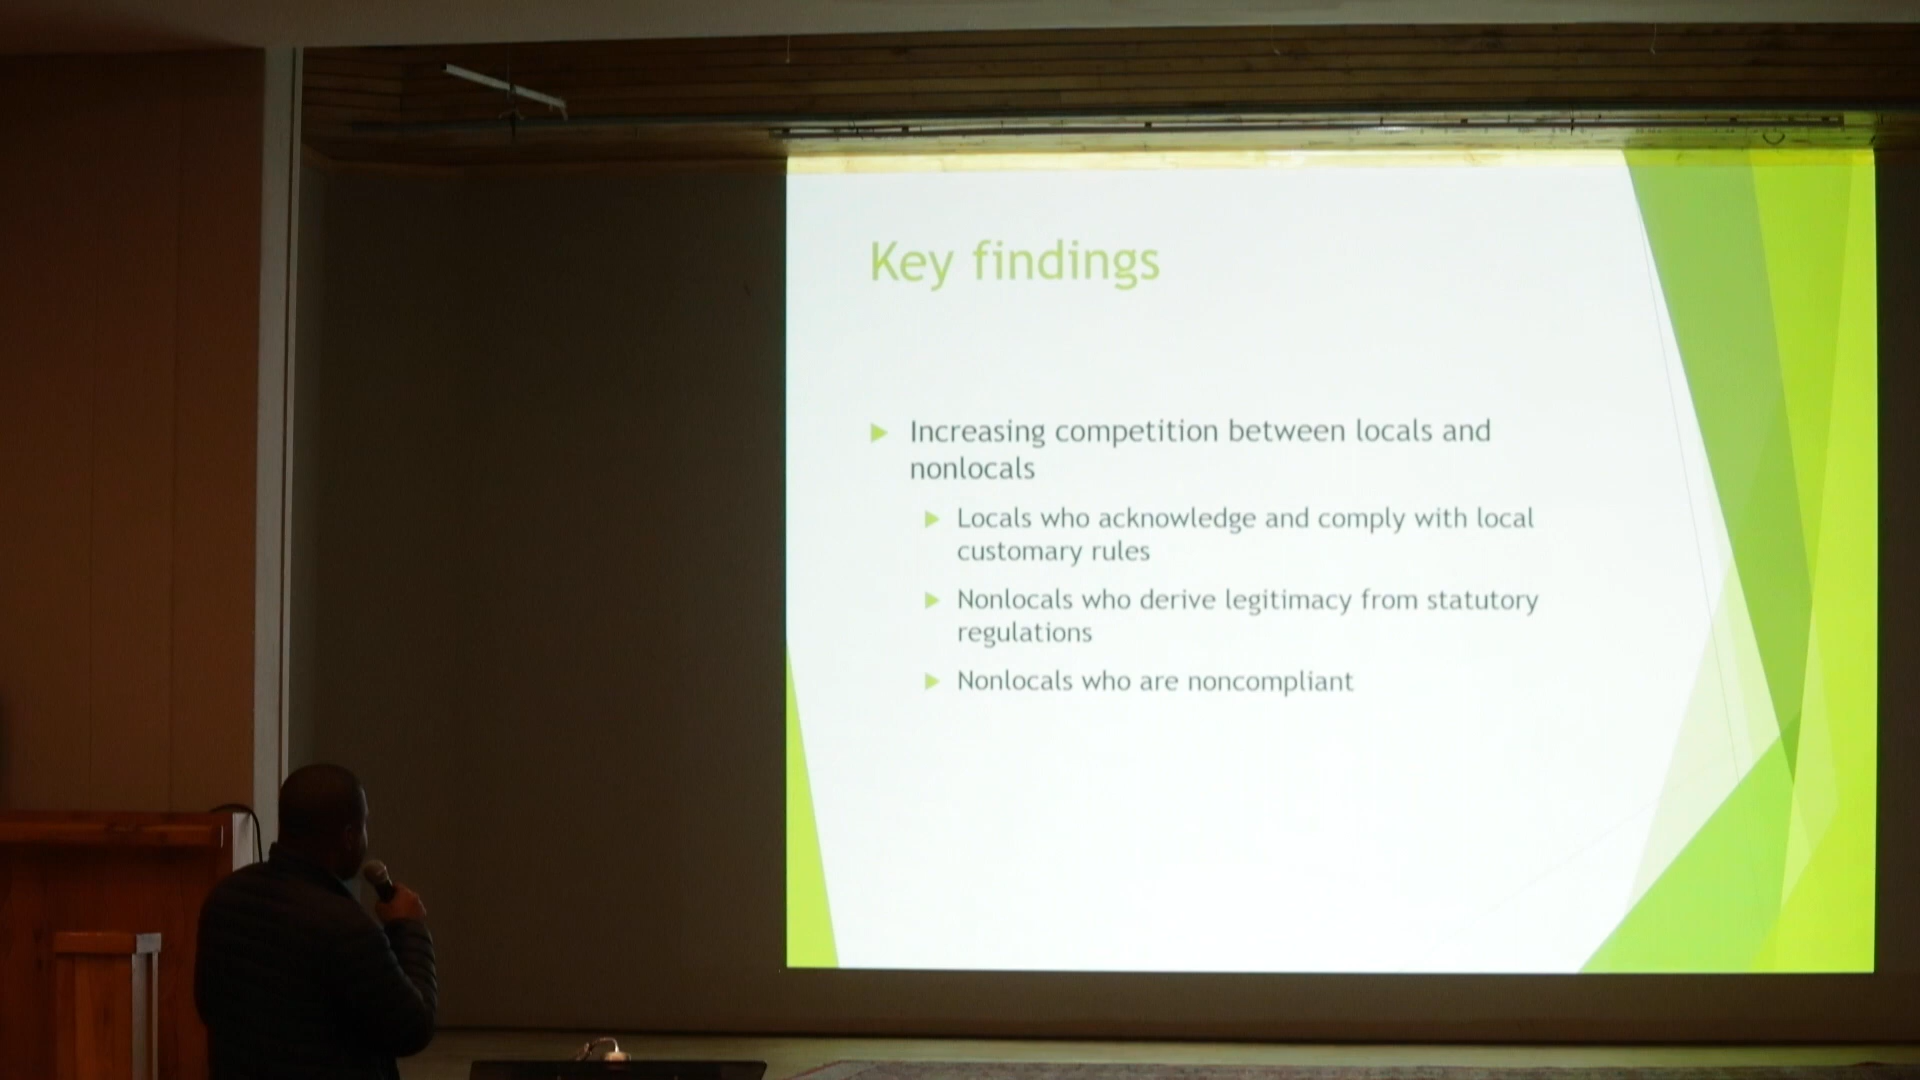 Key findings
Increasing competition between locals and
nonlocals
Locals who acknowledge and comply with local
customary rules
Nonlocals who derive legitimacy from statutory
regulations
Nonlocals who are noncompliant